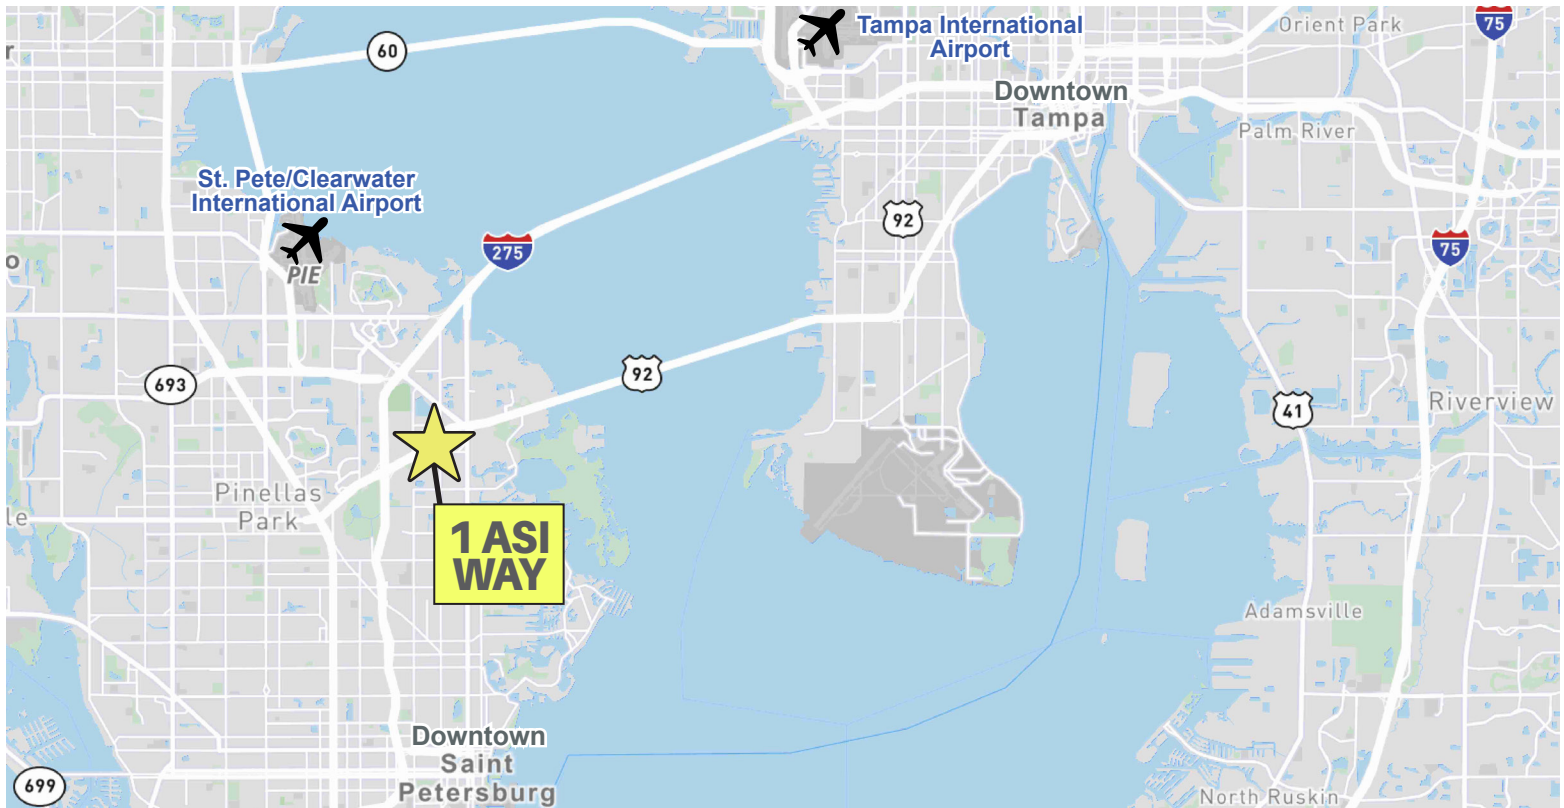 60
Tampa International
Airport
Orient Park
75
r
Downtown
Tampa
Palm River
St. Pete/Clearwater
International Airport
92
275
75
o
PIE
693
92
41
Riverview
Pinellas
Park
le
1 ASI
WAY
Adamsville
Downtown
Saint
Petersburg
699
North Ruskin